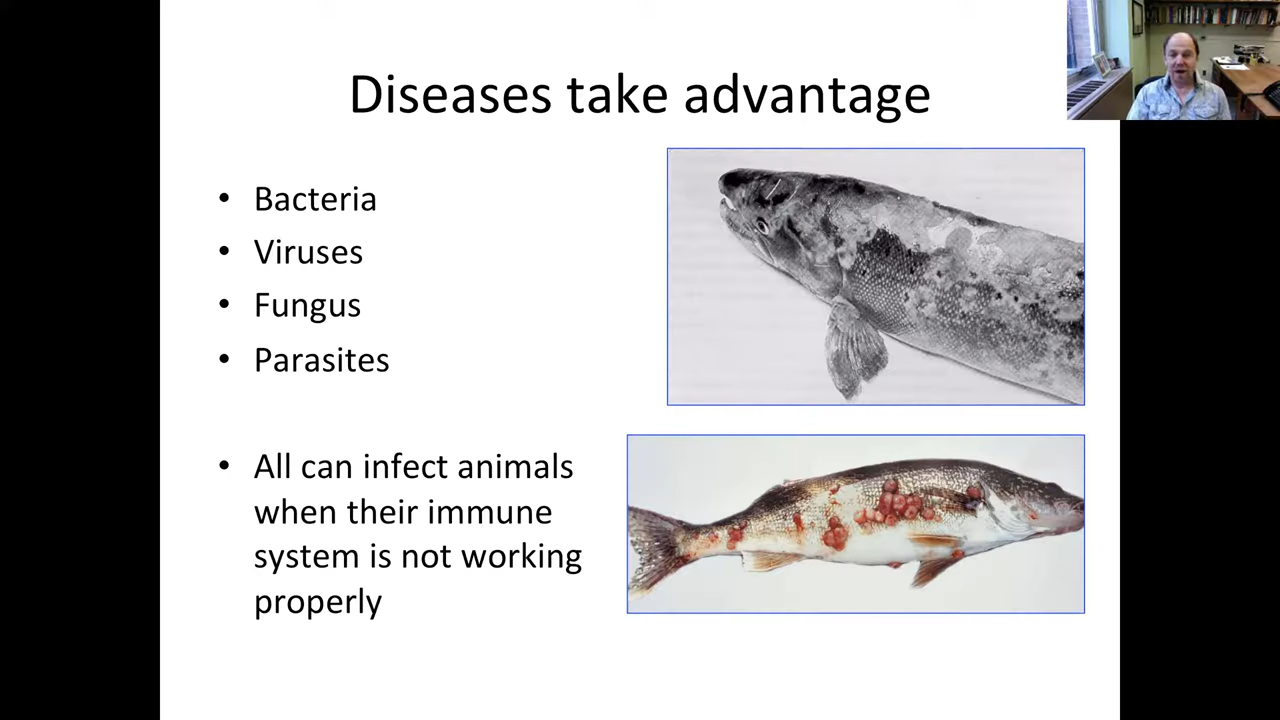 Diseases take advantage
• Bacteria
• Viruses
• Fungus
• Parasites
• All can infect animals
when their immune
system is not working
properly